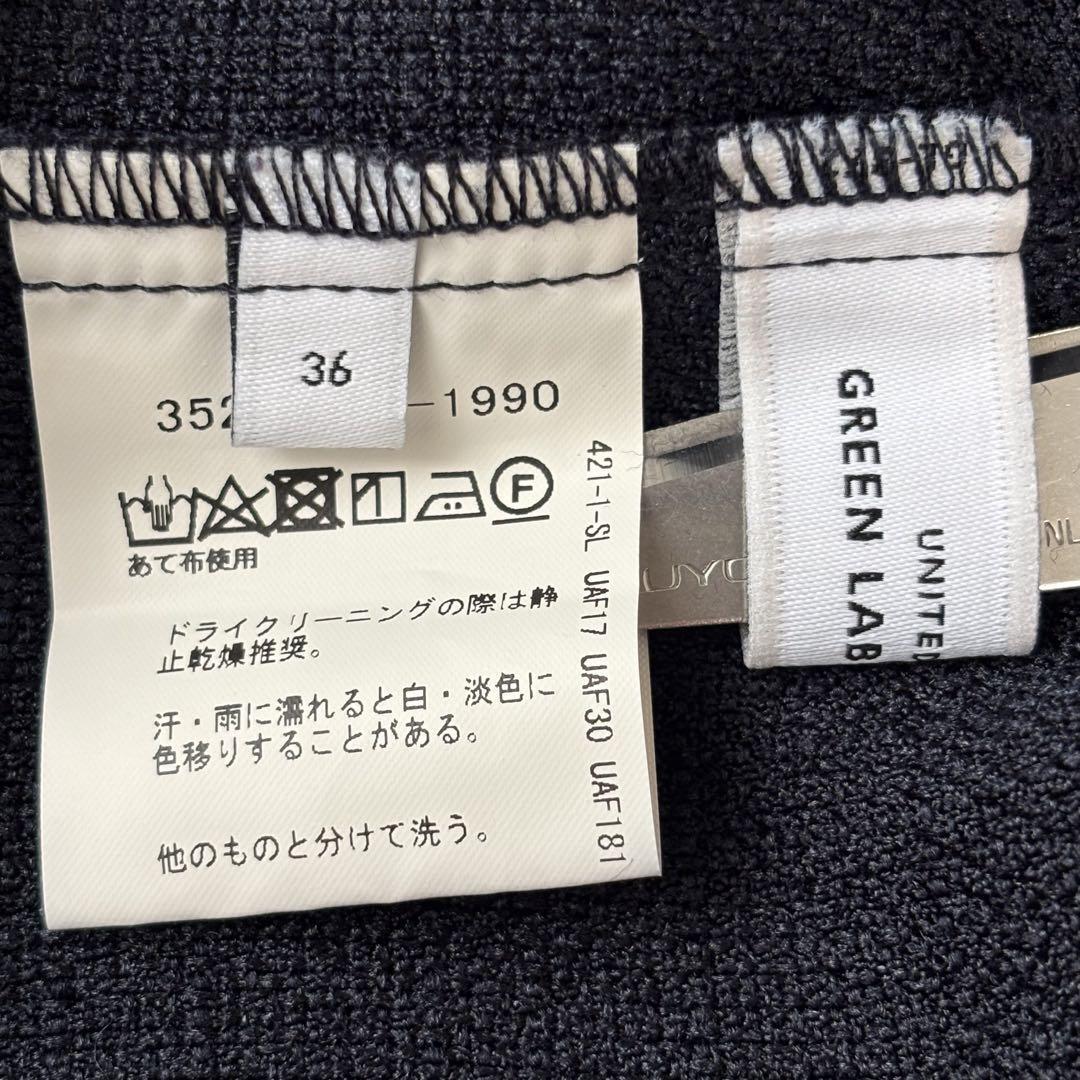 36
352 -1990
F
あて布使用
ドライクリーニングの際は静
止乾燥推奨。
汗・雨に濡れると白・淡色に
色移りすることがある。
他のものと分けて洗う。
421-1-SL UAF17 UAF30 UAF181
GREEN LAB
UNITED